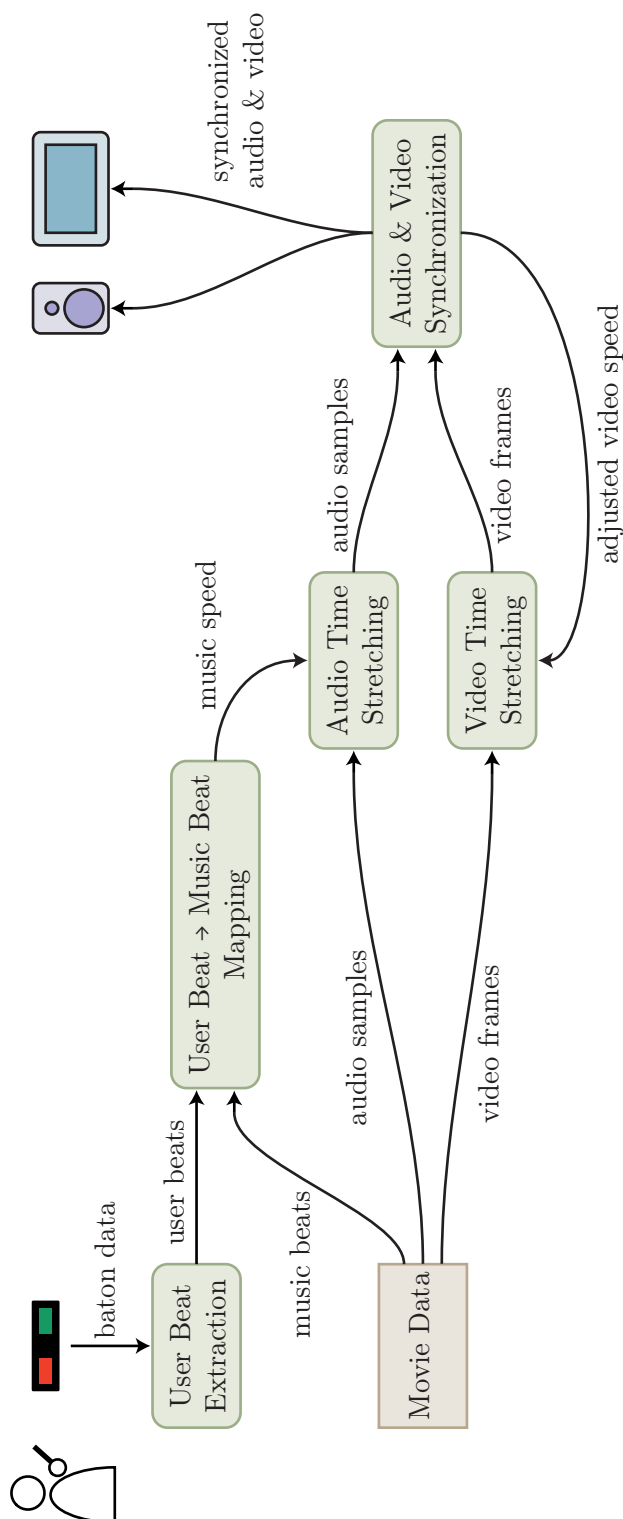 baton data
User Beat
Extraction
user beats
music beats
Movie Data
User Beat → Music Beat
Mapping
music speed
audio samples
video frames
Audio Time
Stretching
Video Time
Stretching
audio samples
video frames
Audio & Video
Synchronization
synchronized
audio & video
adjusted video speed